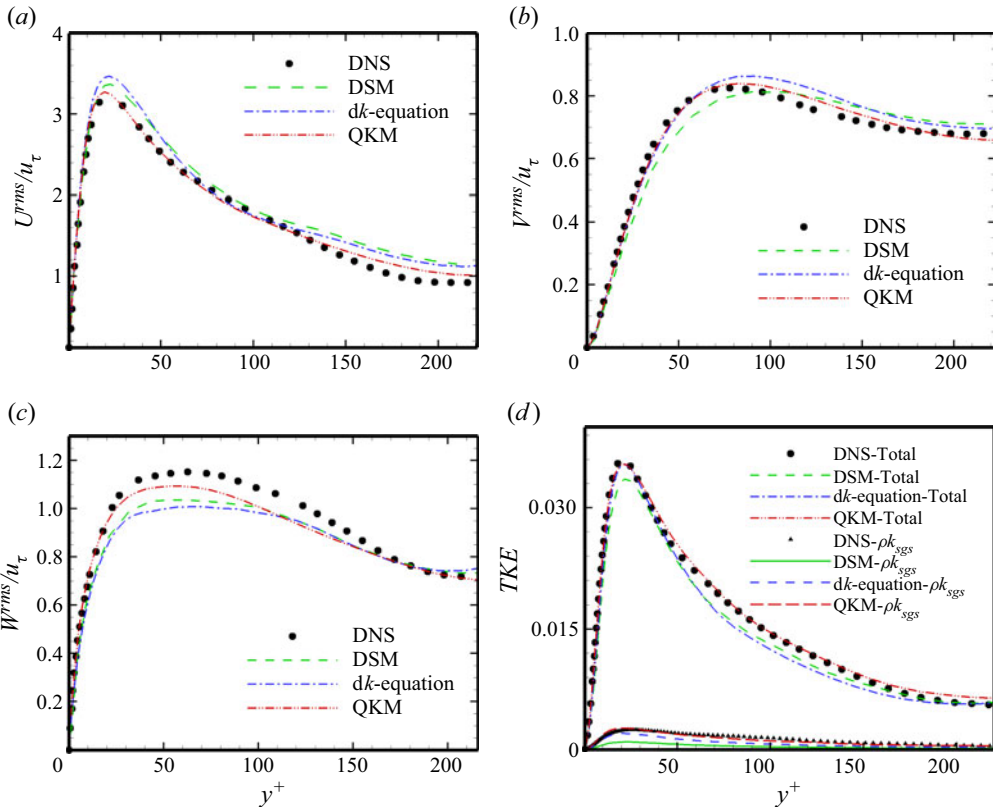 (a)
4
3
2
1
U^rms/u_τ
DNS
DSM
dk-equation
QKM
0 50 100 150 200
(b)
1.0
0.8
0.6
0.4
0.2
0
V^rms/u_τ
DNS
DSM
dk-equation
QKM
0 50 100 150 200
(c)
1.2
1.0
0.8
0.6
0.4
0.2
W^rms/u_τ
DNS
DSM
dk-equation
QKM
0 50 100 150 200
y^+
(d)
0.030
0.015
0
TKE
DNS-Total
DSM-Total
dk-equation-Total
QKM-Total
DNS-ρk_sgs
DSM-ρk_sgs
dk-equation-ρk_sgs
QKM-ρk_sgs
50 100 150 200
y^+